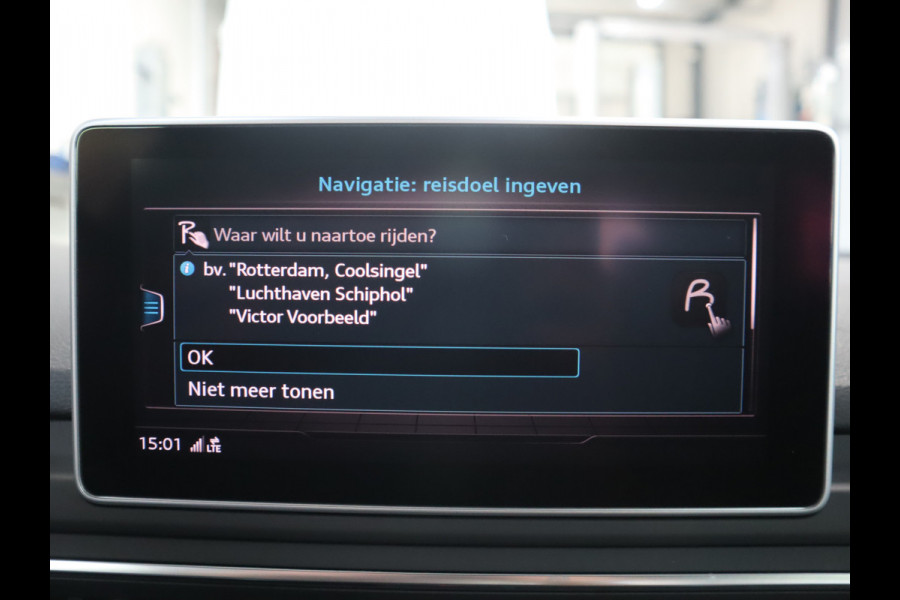 Navigatie: reisdoel ingeven
Waar wilt u naartoe rijden?
bv. "Rotterdam, Coolsingel"
"Luchthaven Schiphol"
"Victor Voorbeeld"
OK
Niet meer tonen
15:01 LTE